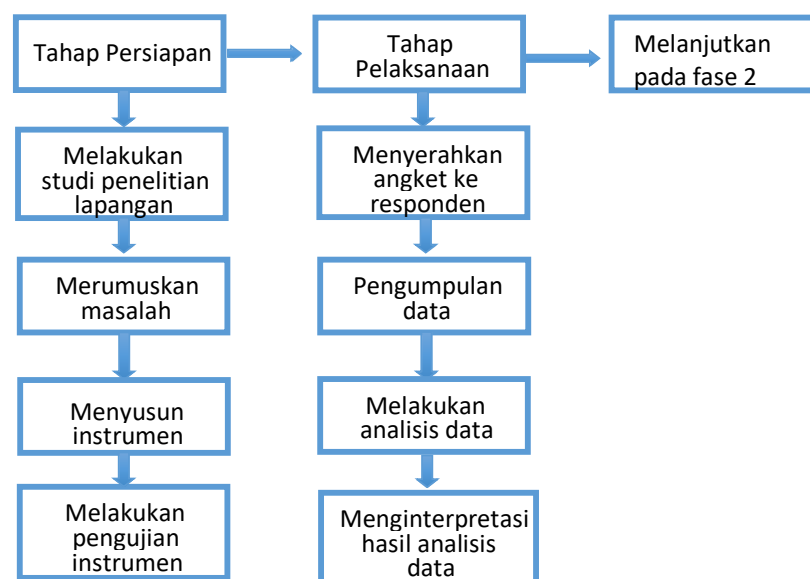 Tahap Persiapan
Tahap
Pelaksanaan
Melanjutkan
pada fase 2
Melakukan
studi penelitian
lapangan
Menyerahkan
angket ke
responden
Merumuskan
masalah
Pengumpulan
data
Menyusun
instrumen
Melakukan
analisis data
Melakukan
pengujian
instrumen
Menginterpretasi
hasil analisis
data